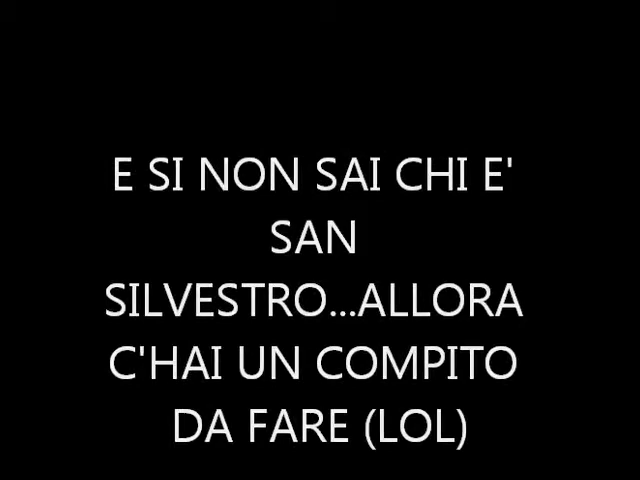 E SI NON SAI CHI E'
SAN
SILVESTRO...ALLORA
C'HAI UN COMPITO
DA FARE (LOL)